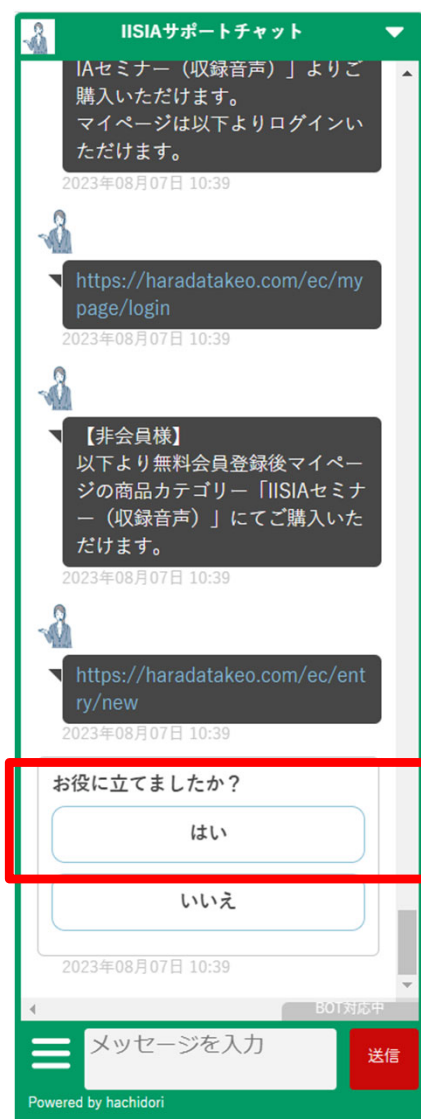 IISIAサポートチャット
IAセミナー（収録音声）」よりご
購入いただけます。
マイページは以下よりログインい
ただけます。
2023年08月07日 10:39
https://haradatakeo.com/ec/my
page/login
2023年08月07日 10:39
【非会員様】
以下より無料会員登録後マイペー
ジの商品カテゴリー「IISIAセミナ
ー（収録音声）」にてご購入いた
だけます。
2023年08月07日 10:39
https://haradatakeo.com/ec/ent
ry/new
2023年08月07日 10:39
お役に立てましたか？
はい
いいえ
2023年08月07日 10:39
BOT対応中
メッセージを入力
送信
Powered by hachidori